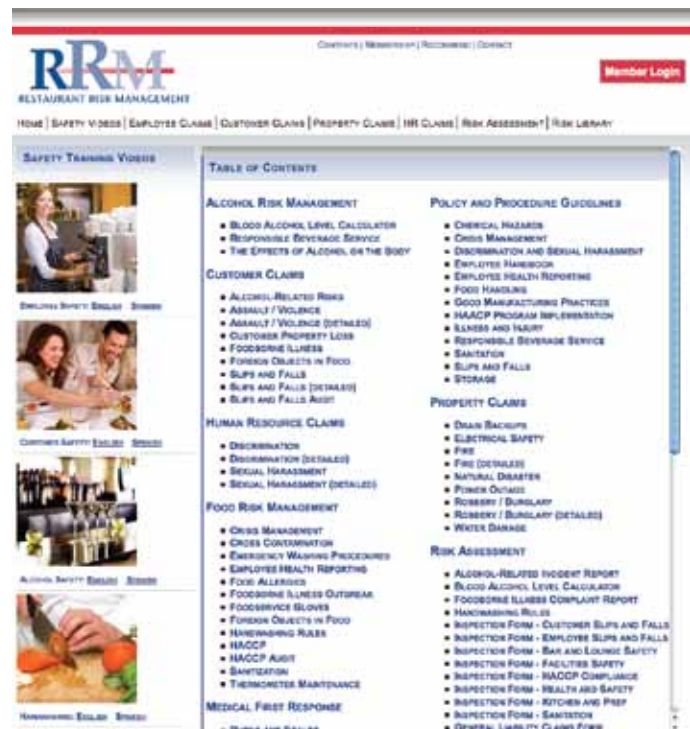 CONTENTS | MEMBERSHIP | RECOMMEND | CONTACT
RRM
RESTAURANT RISK MANAGEMENT
Member Login
HOME | SAFETY VIDEOS | EMPLOYEE CLAIMS | CUSTOMER CLAIMS | PROPERTY CLAIMS | HR CLAIMS | RISK ASSESSMENT | RISK LIBRARY
SAFETY TRAINING VIDEOS
EMPLOYEE SAFETY: ENGLISH SPANISH
CUSTOMER SAFETY: ENGLISH SPANISH
ALCOHOL SAFETY: ENGLISH SPANISH
HANDWASHING: ENGLISH SPANISH
TABLE OF CONTENTS
ALCOHOL RISK MANAGEMENT
• BLOOD ALCOHOL LEVEL CALCULATOR
• RESPONSIBLE BEVERAGE SERVICE
• THE EFFECTS OF ALCOHOL ON THE BODY
CUSTOMER CLAIMS
• ALCOHOL-RELATED RISKS
• ASSAULT / VIOLENCE
• ASSAULT / VIOLENCE (DETAILED)
• CUSTOMER PROPERTY LOSS
• FOODBORNE ILLNESS
• FOREIGN OBJECTS IN FOOD
• SLIPS AND FALLS
• SLIPS AND FALLS (DETAILED)
• SLIPS AND FALLS AUDIT
HUMAN RESOURCE CLAIMS
• DISCRIMINATION
• DISCRIMINATION (DETAILED)
• SEXUAL HARASSMENT
• SEXUAL HARASSMENT (DETAILED)
FOOD RISK MANAGEMENT
• CRISIS MANAGEMENT
• CROSS CONTAMINATION
• EMERGENCY WASHING PROCEDURES
• EMPLOYEE HEALTH REPORTING
• FOOD ALLERGIES
• FOODBORNE ILLNESS OUTBREAK
• FOODSERVICE GLOVES
• FOREIGN OBJECTS IN FOOD
• HANDWASHING RULES
• HACCP
• HACCP AUDIT
• SANITIZATION
• THERMOMETER MAINTENANCE
MEDICAL FIRST RESPONSE
POLICY AND PROCEDURE GUIDELINES
• CHEMICAL HAZARDS
• CRISIS MANAGEMENT
• DISCRIMINATION AND SEXUAL HARASSMENT
• EMPLOYEE HANDBOOK
• EMPLOYEE HEALTH REPORTING
• FOOD HANDLING
• GOOD MANUFACTURING PRACTICES
• HAACP PROGRAM IMPLEMENTATION
• ILLNESS AND INJURY
• RESPONSIBLE BEVERAGE SERVICE
• SANITATION
• SLIPS AND FALLS
• STORAGE
PROPERTY CLAIMS
• DRAIN BACKUPS
• ELECTRICAL SAFETY
• FIRE
• FIRE (DETAILED)
• NATURAL DISASTER
• POWER OUTAGE
• ROBBERY / BURGLARY
• ROBBERY / BURGLARY (DETAILED)
• WATER DAMAGE
RISK ASSESSMENT
• ALCOHOL-RELATED INCIDENT REPORT
• BLOOD ALCOHOL LEVEL CALCULATOR
• FOODBORNE ILLNESS COMPLAINT REPORT
• HANDWASHING RULES
• INSPECTION FORM - CUSTOMER SLIPS AND FALLS
• INSPECTION FORM - EMPLOYEE SLIPS AND FALLS
• INSPECTION FORM - BAR AND LOUNGE SAFETY
• INSPECTION FORM - FACILITIES SAFETY
• INSPECTION FORM - HACCP COMPLIANCE
• INSPECTION FORM - HEALTH AND SAFETY
• INSPECTION FORM - KITCHEN AND PREP
• INSPECTION FORM - SANITATION
• GENERAL LIABILITY CLAIMS FORM